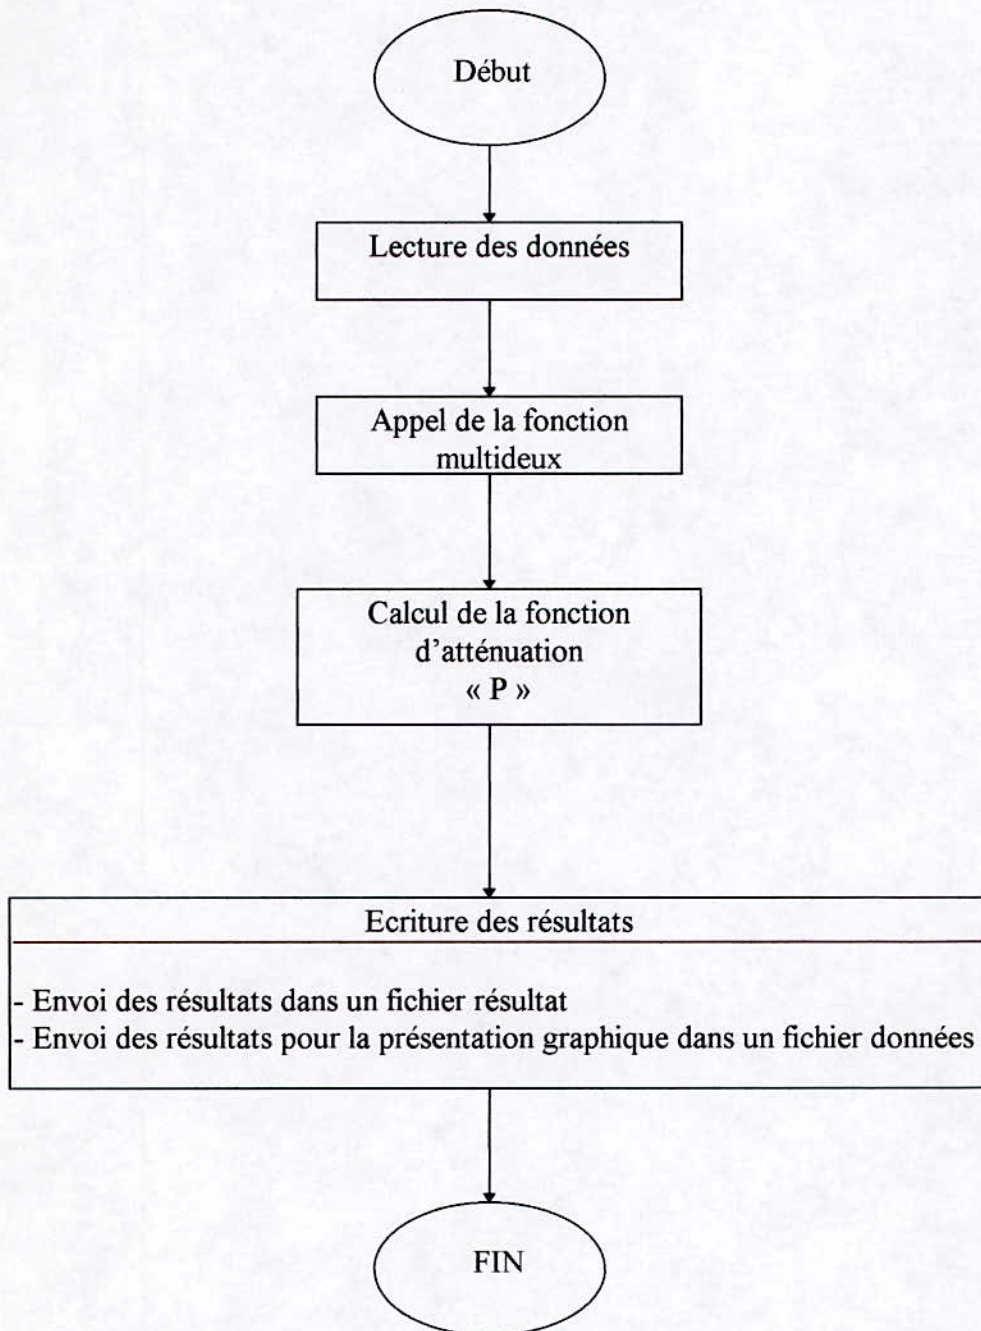 Début
Lecture des données
Appel de la fonction
multideux
Calcul de la fonction
d'atténuation
« P »
Ecriture des résultats
- Envoi des résultats dans un fichier résultat
- Envoi des résultats pour la présentation graphique dans un fichier données
FIN